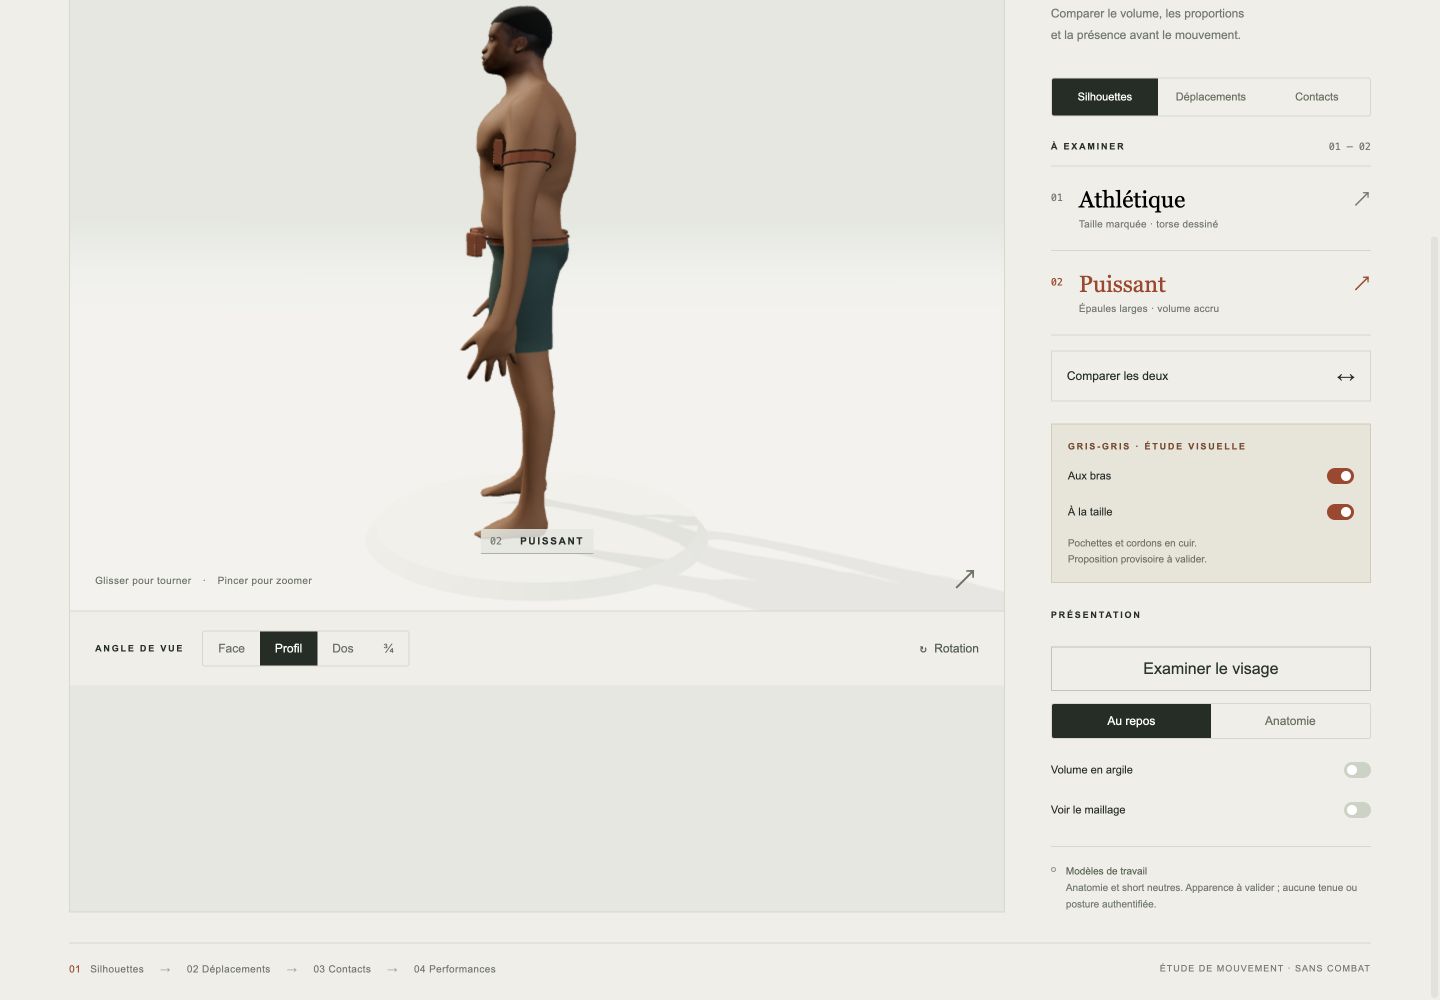 Comparer le volume, les proportions
et la présence avant le mouvement.
Silhouettes Déplacements Contacts
À EXAMINER 01 — 02
01 Athlétique ↗
Taille marquée · torse dessiné
02 Puissant ↗
Épaules larges · volume accru
Comparer les deux ↔
GRIS-GRIS · ÉTUDE VISUELLE
Aux bras
À la taille
Pochettes et cordons en cuir.
Proposition provisoire à valider.
PRÉSENTATION
Examiner le visage
Au repos Anatomie
Volume en argile
Voir le maillage
Modèles de travail
Anatomie et short neutres. Apparence à valider ; aucune tenue ou
posture authentifiée.
02 PUISSANT
Glisser pour tourner · Pincer pour zoomer ↗
ANGLE DE VUE Face Profil Dos ¾ ↻ Rotation
01 Silhouettes → 02 Déplacements → 03 Contacts → 04 Performances
ÉTUDE DE MOUVEMENT · SANS COMBAT